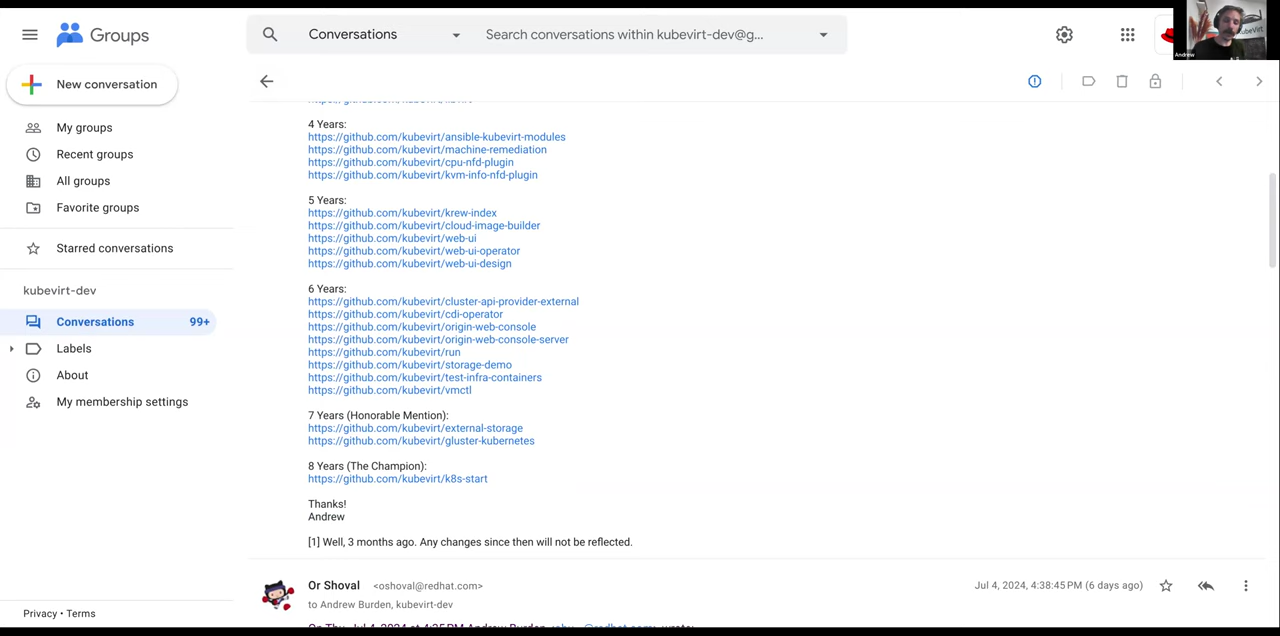 Groups
Conversations
Search conversations within kubevirt-dev@g...
KubeVirt
Andrew
New conversation
My groups
Recent groups
All groups
Favorite groups
Starred conversations
kubevirt-dev
Conversations 99+
Labels
About
My membership settings
Privacy • Terms
4 Years:
https://github.com/kubevirt/ansible-kubevirt-modules
https://github.com/kubevirt/machine-remediation
https://github.com/kubevirt/cpu-nfd-plugin
https://github.com/kubevirt/kvm-info-nfd-plugin
5 Years:
https://github.com/kubevirt/krew-index
https://github.com/kubevirt/cloud-image-builder
https://github.com/kubevirt/web-ui
https://github.com/kubevirt/web-ui-operator
https://github.com/kubevirt/web-ui-design
6 Years:
https://github.com/kubevirt/cluster-api-provider-external
https://github.com/kubevirt/cdi-operator
https://github.com/kubevirt/origin-web-console
https://github.com/kubevirt/origin-web-console-server
https://github.com/kubevirt/run
https://github.com/kubevirt/storage-demo
https://github.com/kubevirt/test-infra-containers
https://github.com/kubevirt/vmctl
7 Years (Honorable Mention):
https://github.com/kubevirt/external-storage
https://github.com/kubevirt/gluster-kubernetes
8 Years (The Champion):
https://github.com/kubevirt/k8s-start
Thanks!
Andrew
[1] Well, 3 months ago. Any changes since then will not be reflected.
Or Shoval <oshoval@redhat.com> Jul 4, 2024, 4:38:45 PM (6 days ago)
to Andrew Burden, kubevirt-dev